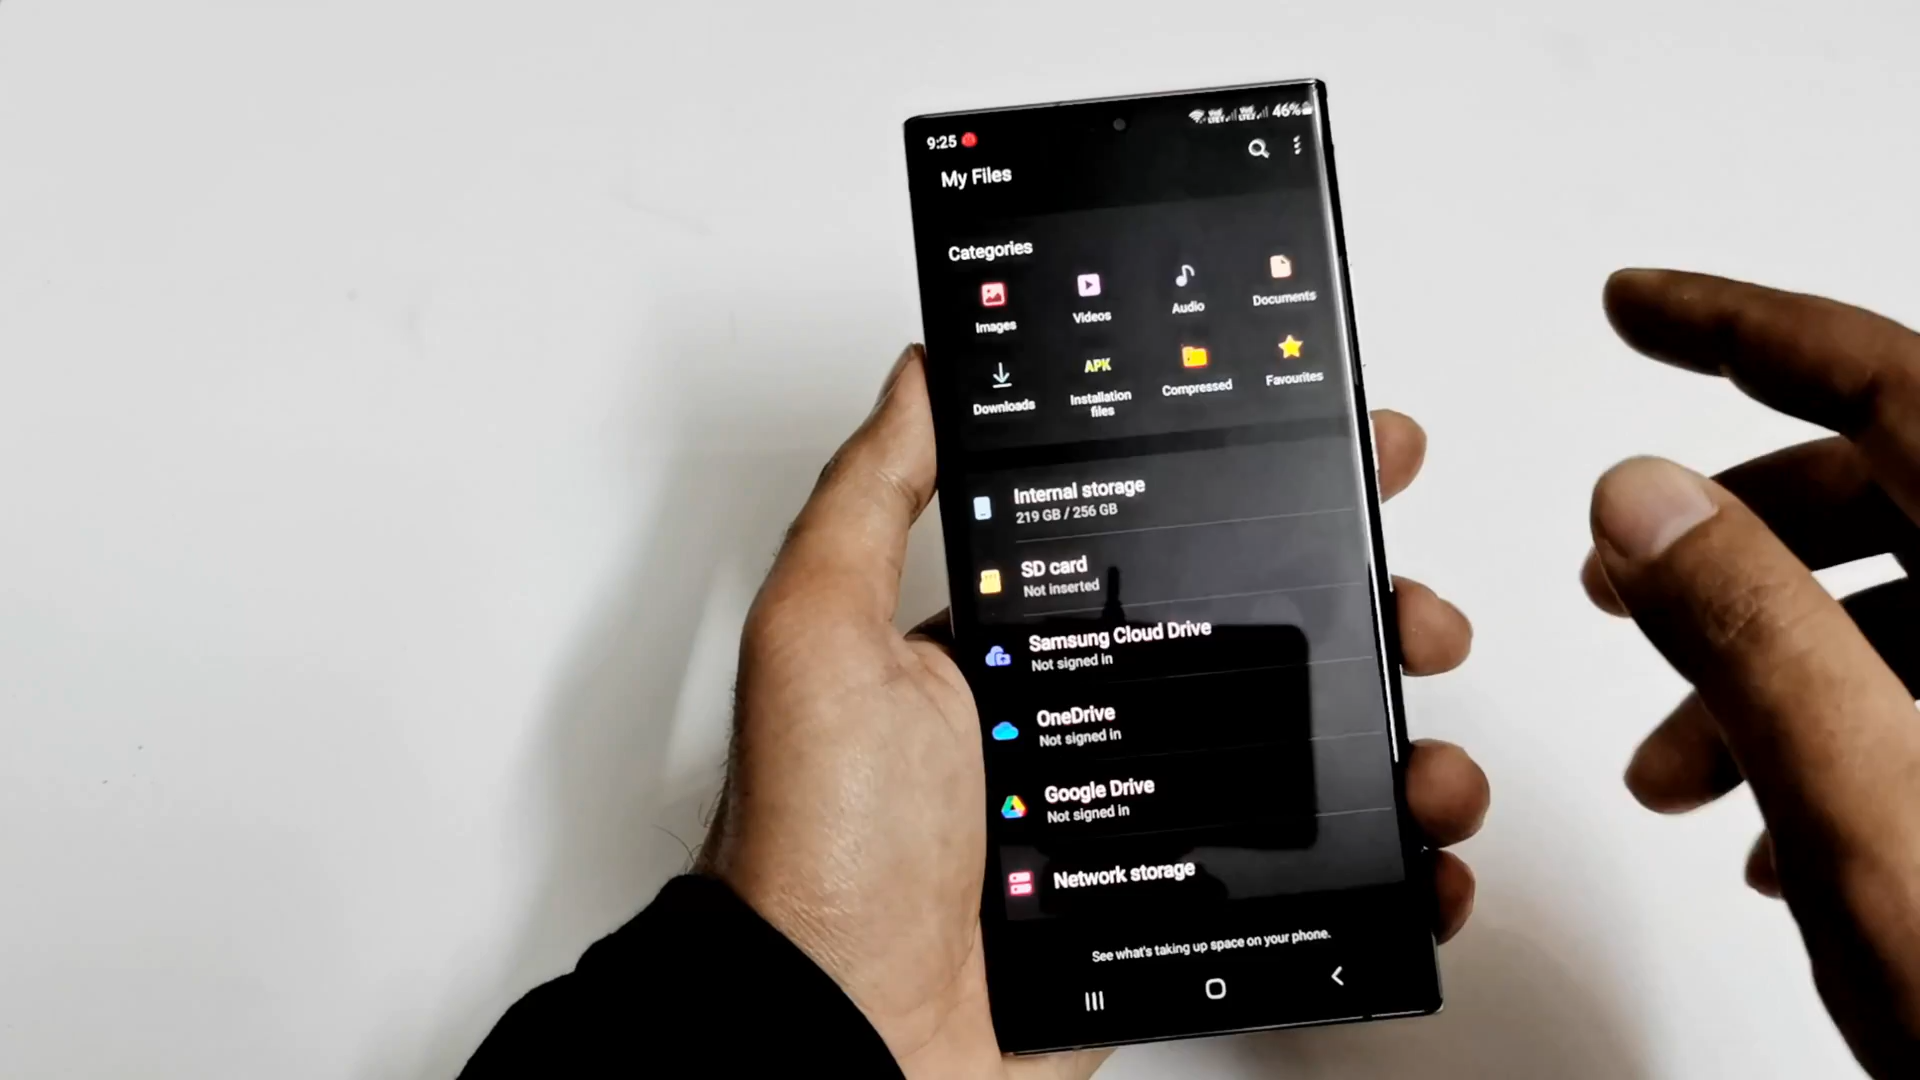 9:25
46%
My Files
Categories
Images
Videos
Audio
Documents
Downloads
APK
Installation
files
Compressed
Favourites
Internal storage
219 GB / 256 GB
SD card
Not inserted
Samsung Cloud Drive
Not signed in
OneDrive
Not signed in
Google Drive
Not signed in
Network storage
See what's taking up space on your phone.